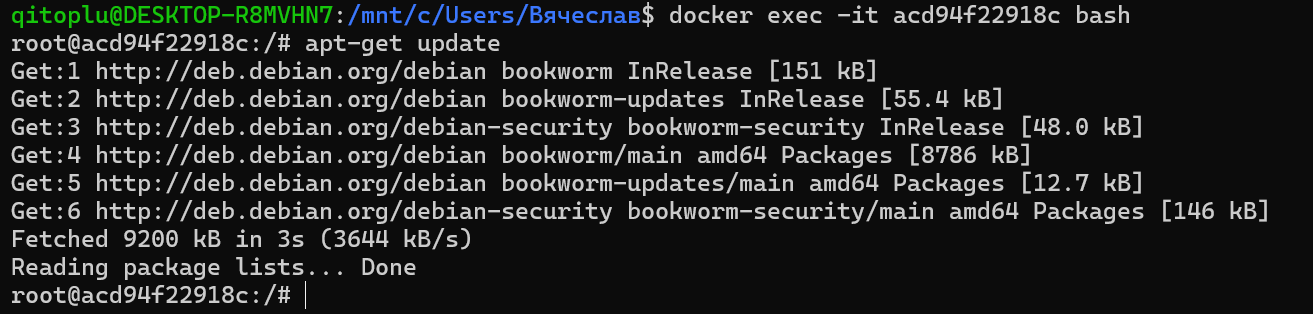 qitoplu@DESKTOP-R8MVHN7:/mnt/c/Users/Вячеслав$ docker exec -it acd94f22918c bash
root@acd94f22918c:/# apt-get update
Get:1 http://deb.debian.org/debian bookworm InRelease [151 kB]
Get:2 http://deb.debian.org/debian bookworm-updates InRelease [55.4 kB]
Get:3 http://deb.debian.org/debian-security bookworm-security InRelease [48.0 kB]
Get:4 http://deb.debian.org/debian bookworm/main amd64 Packages [8786 kB]
Get:5 http://deb.debian.org/debian bookworm-updates/main amd64 Packages [12.7 kB]
Get:6 http://deb.debian.org/debian-security bookworm-security/main amd64 Packages [146 kB]
Fetched 9200 kB in 3s (3644 kB/s)
Reading package lists... Done
root@acd94f22918c:/#